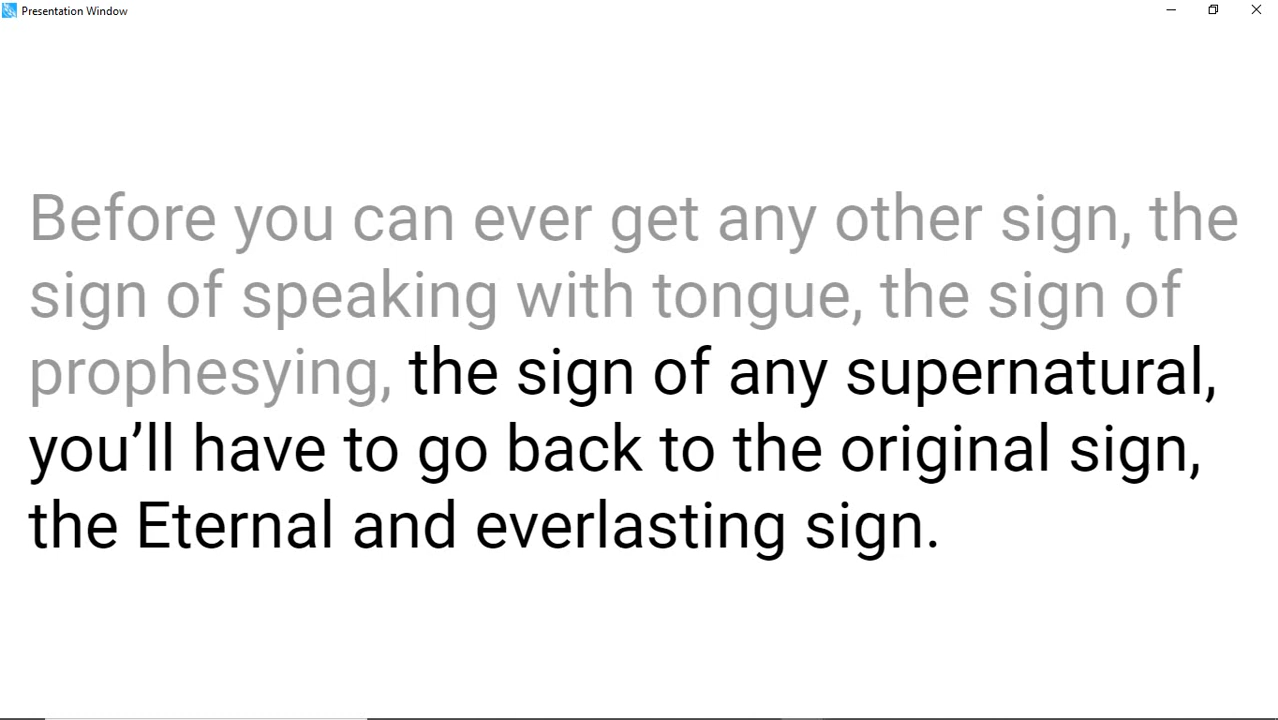 Presentation Window
Before you can ever get any other sign, the
sign of speaking with tongue, the sign of
prophesying, the sign of any supernatural,
you’ll have to go back to the original sign,
the Eternal and everlasting sign.